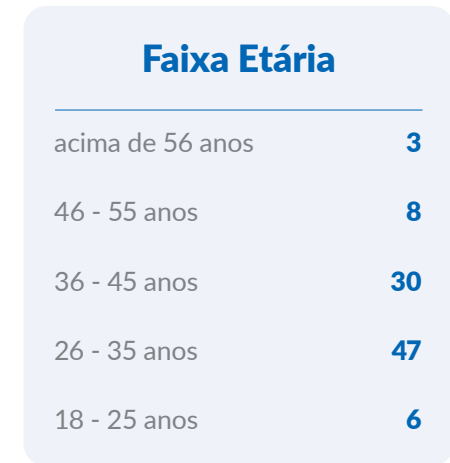 Faixa Etária
acima de 56 anos 3
46 - 55 anos 8
36 - 45 anos 30
26 - 35 anos 47
18 - 25 anos 6